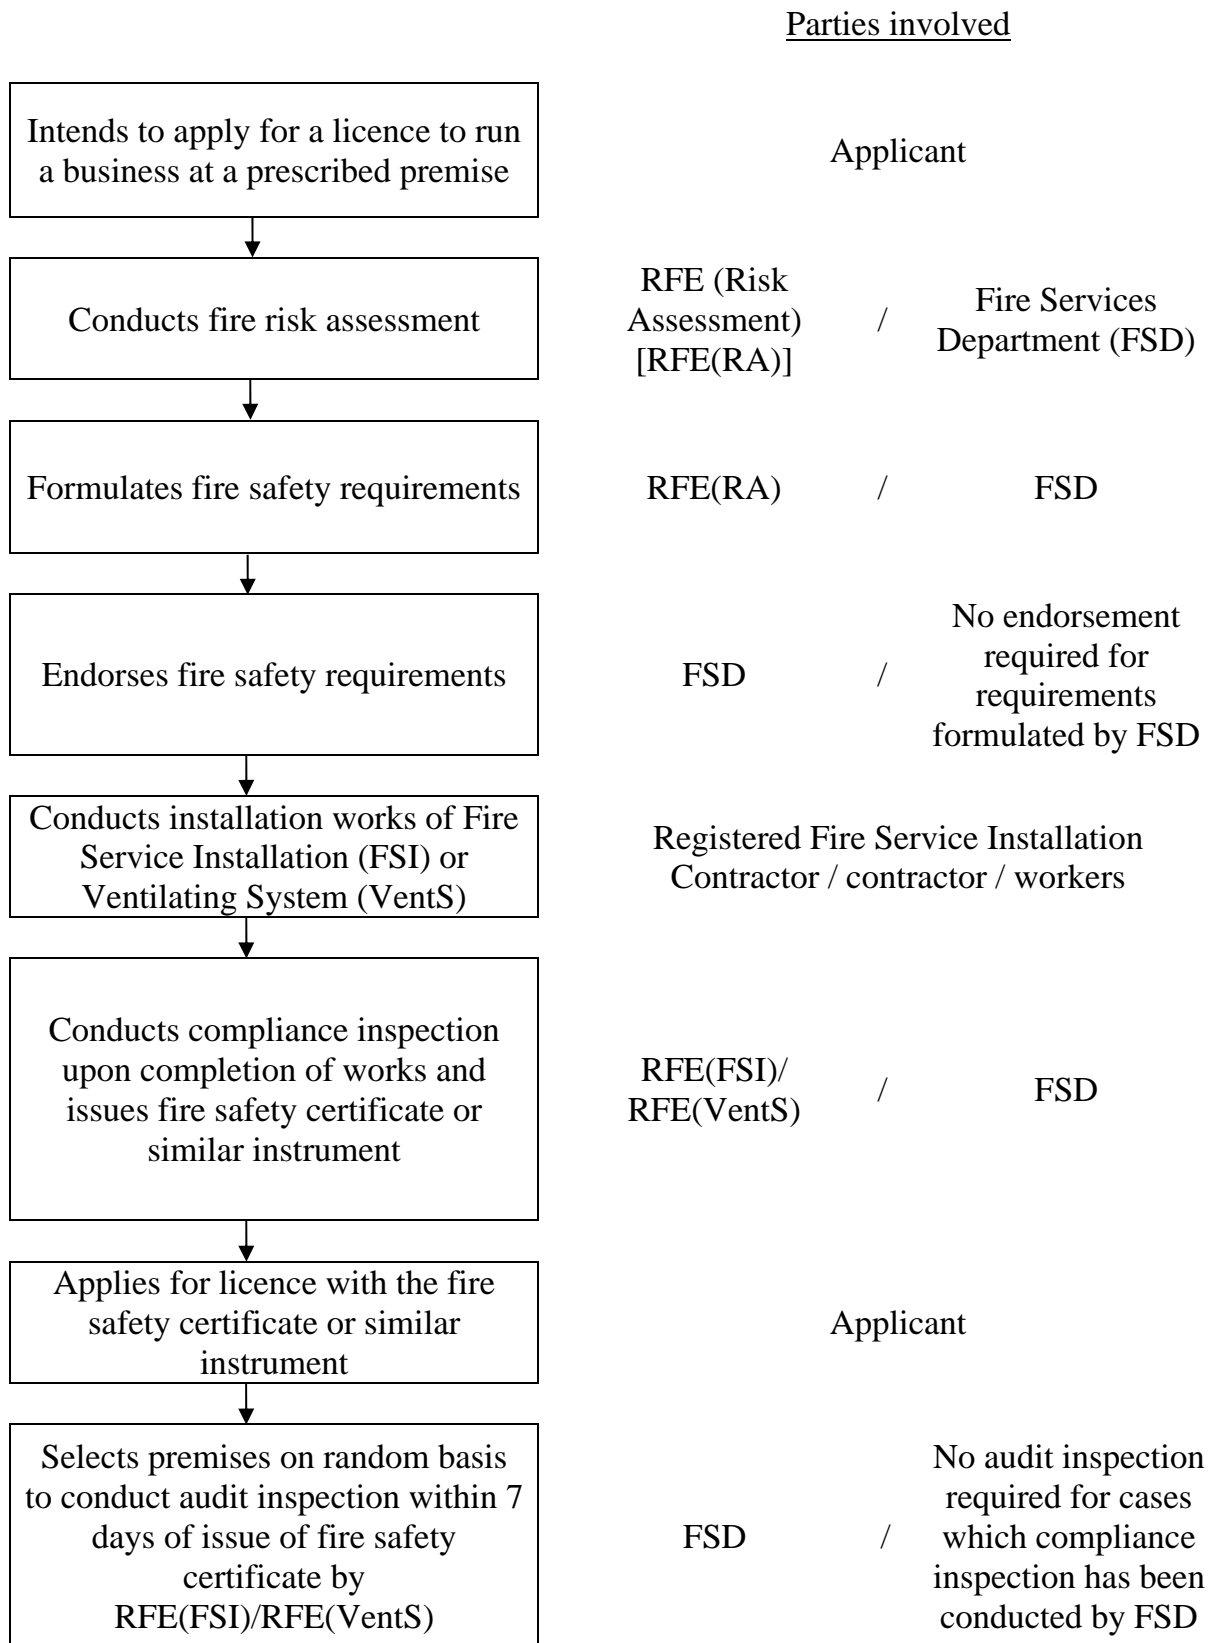 Parties involved
Intends to apply for a licence to run
a business at a prescribed premise
Applicant
Conducts fire risk assessment
RFE (Risk
Assessment)
[RFE(RA)]
/
Fire Services
Department (FSD)
Formulates fire safety requirements
RFE(RA)
/
FSD
Endorses fire safety requirements
FSD
/
No endorsement
required for
requirements
formulated by FSD
Conducts installation works of Fire
Service Installation (FSI) or
Ventilating System (VentS)
Registered Fire Service Installation
Contractor / contractor / workers
Conducts compliance inspection
upon completion of works and
issues fire safety certificate or
similar instrument
RFE(FSI)/
RFE(VentS)
/
FSD
Applies for licence with the fire
safety certificate or similar
instrument
Applicant
Selects premises on random basis
to conduct audit inspection within 7
days of issue of fire safety
certificate by
RFE(FSI)/RFE(VentS)
FSD
/
No audit inspection
required for cases
which compliance
inspection has been
conducted by FSD